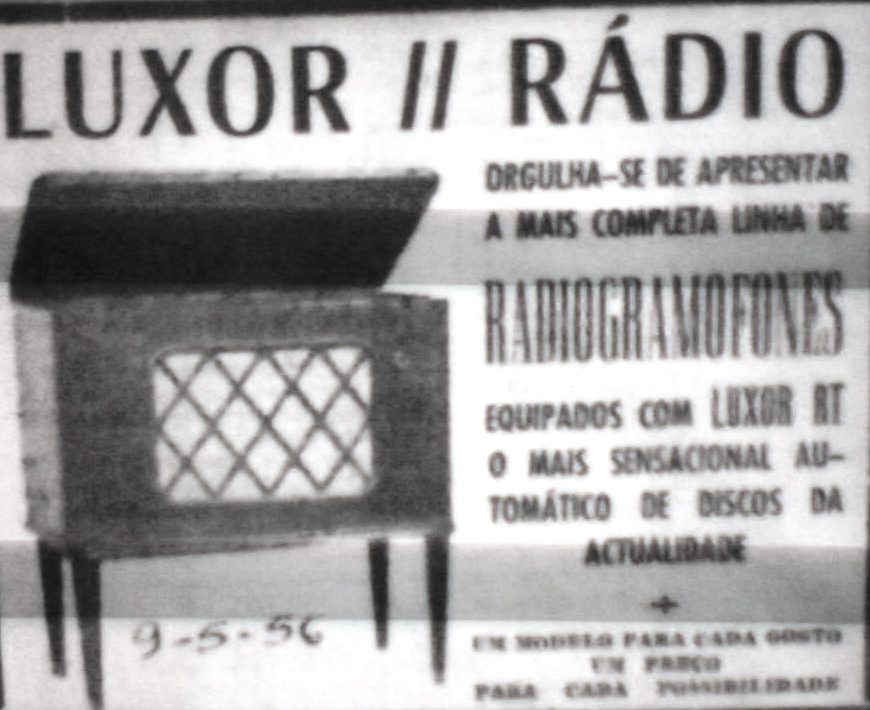 LUXOR // RÁDIO
ORGULHA-SE DE APRESENTAR
A MAIS COMPLETA LINHA DE
RADIOGRAMOFONES
EQUIPADOS COM LUXOR RT
O MAIS SENSACIONAL AU-
TOMÁTICO DE DISCOS DA
ACTUALIDADE
+
UM MODELO PARA CADA GOSTO
UM PREÇO
PARA CADA POSSIBILIDADE
9-5-56